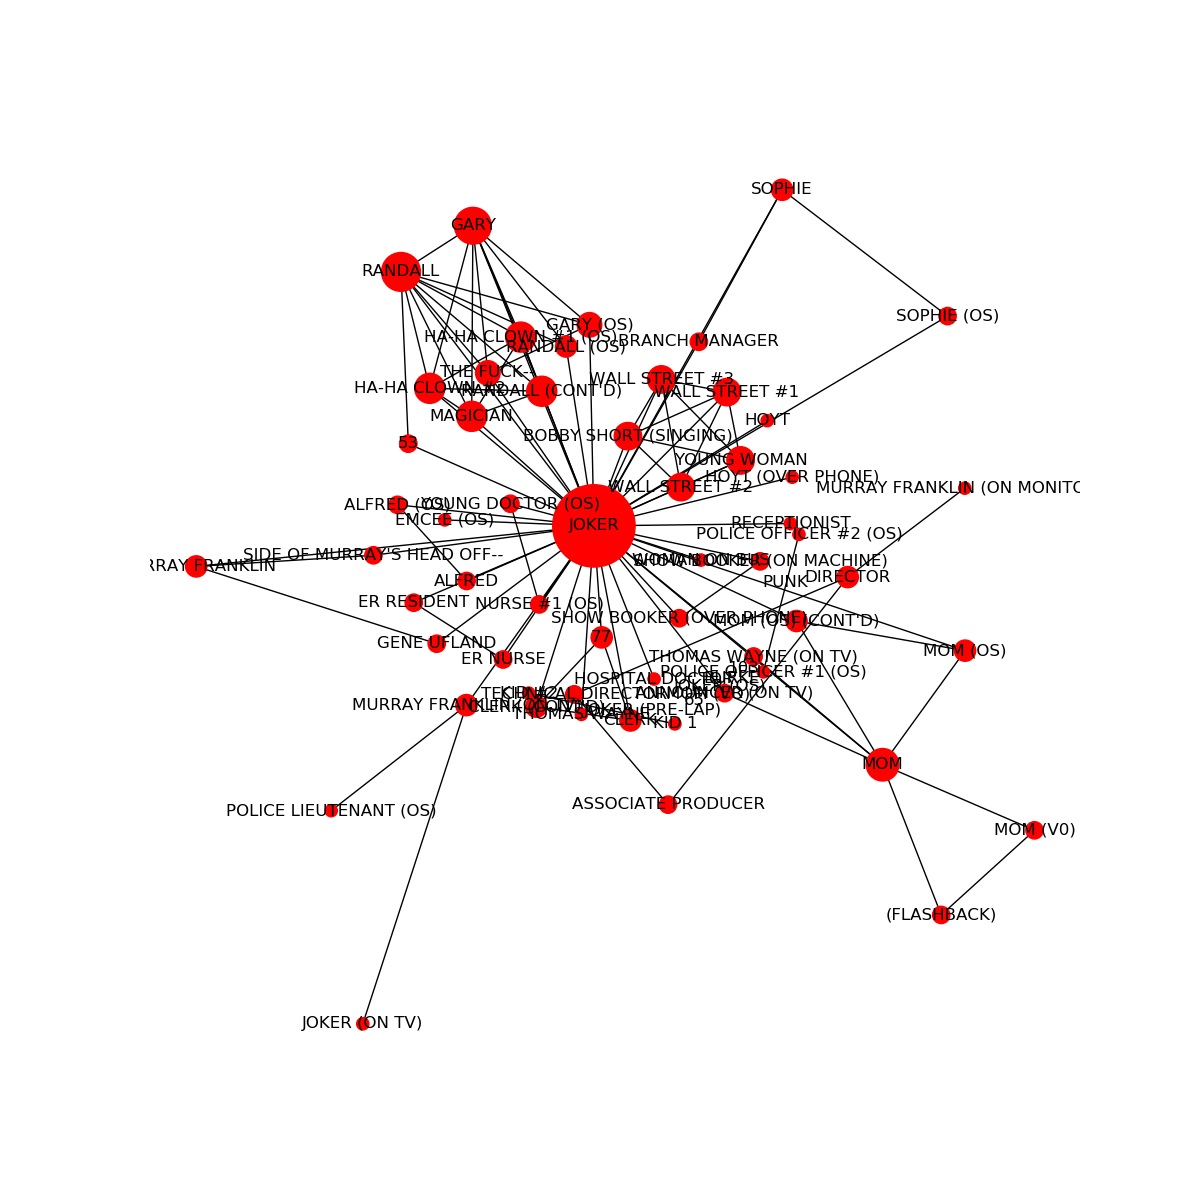 SOPHIE
GARY
RANDALL
SOPHIE (OS)
GARY (OS)
HA-HA CLOWN #1 (OS)
BRANCH MANAGER
RANDALL (OS)
THE FUCK--
WALL STREET #3
HA-HA CLOWN #2
RANDALL (CONT'D)
WALL STREET #1
MAGICIAN
HOYT
BOBBY SHORT (SINGING)
53
YOUNG WOMAN
HOYT (OVER PHONE)
WALL STREET #2
MURRAY FRANKLIN (ON MONITO
ALFRED (OS)
YOUNG DOCTOR (OS)
EMCEE (OS)
JOKER
RECEPTIONIST
POLICE OFFICER #2 (OS)
SIDE OF MURRAY'S HEAD OFF--
RRAY FRANKLIN
WOMAN ON BUS
SHOW BOOKER (ON MACHINE)
ALFRED
PUNK
DIRECTOR
ER RESIDENT
NURSE #1 (OS)
SHOW BOOKER (OVER PHONE)
MOM (OS) (CONT'D)
77
GENE UFLAND
MOM (OS)
ER NURSE
THOMAS WAYNE (ON TV)
POLICE OFFICER #1 (OS)
HOSPITAL DOCTOR
KID #2
TECHNICAL DIRECTOR
MURRAY FRANKLIN
JOKER (PRE-LAP)
THOMAS WAYNE
CLERK
KID 1
MOM
ASSOCIATE PRODUCER
POLICE LIEUTENANT (OS)
MOM (V0)
(FLASHBACK)
JOKER (ON TV)